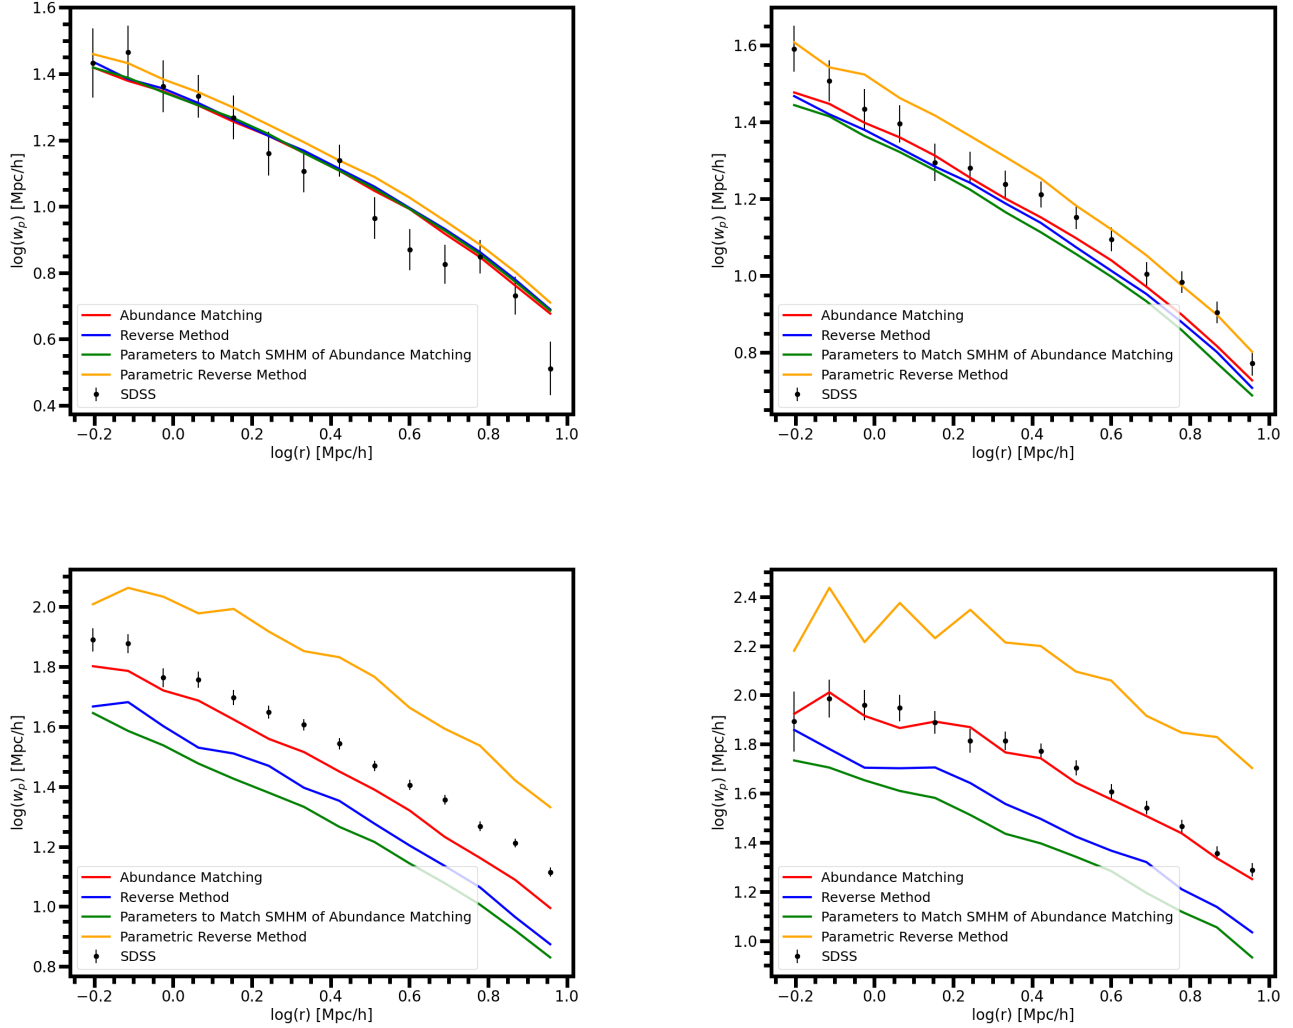 1.6
1.4
1.2
1.0
0.8
0.6
0.4
log(wₚ) [Mpc/h]
Abundance Matching
Reverse Method
Parameters to Match SMHM of Abundance Matching
Parametric Reverse Method
SDSS
−0.2 0.0 0.2 0.4 0.6 0.8 1.0
log(r) [Mpc/h]
1.6
1.4
1.2
1.0
0.8
log(wₚ) [Mpc/h]
Abundance Matching
Reverse Method
Parameters to Match SMHM of Abundance Matching
Parametric Reverse Method
SDSS
−0.2 0.0 0.2 0.4 0.6 0.8 1.0
log(r) [Mpc/h]
2.0
1.8
1.6
1.4
1.2
1.0
0.8
log(wₚ) [Mpc/h]
Abundance Matching
Reverse Method
Parameters to Match SMHM of Abundance Matching
Parametric Reverse Method
SDSS
−0.2 0.0 0.2 0.4 0.6 0.8 1.0
log(r) [Mpc/h]
2.4
2.2
2.0
1.8
1.6
1.4
1.2
1.0
log(wₚ) [Mpc/h]
Abundance Matching
Reverse Method
Parameters to Match SMHM of Abundance Matching
Parametric Reverse Method
SDSS
−0.2 0.0 0.2 0.4 0.6 0.8 1.0
log(r) [Mpc/h]